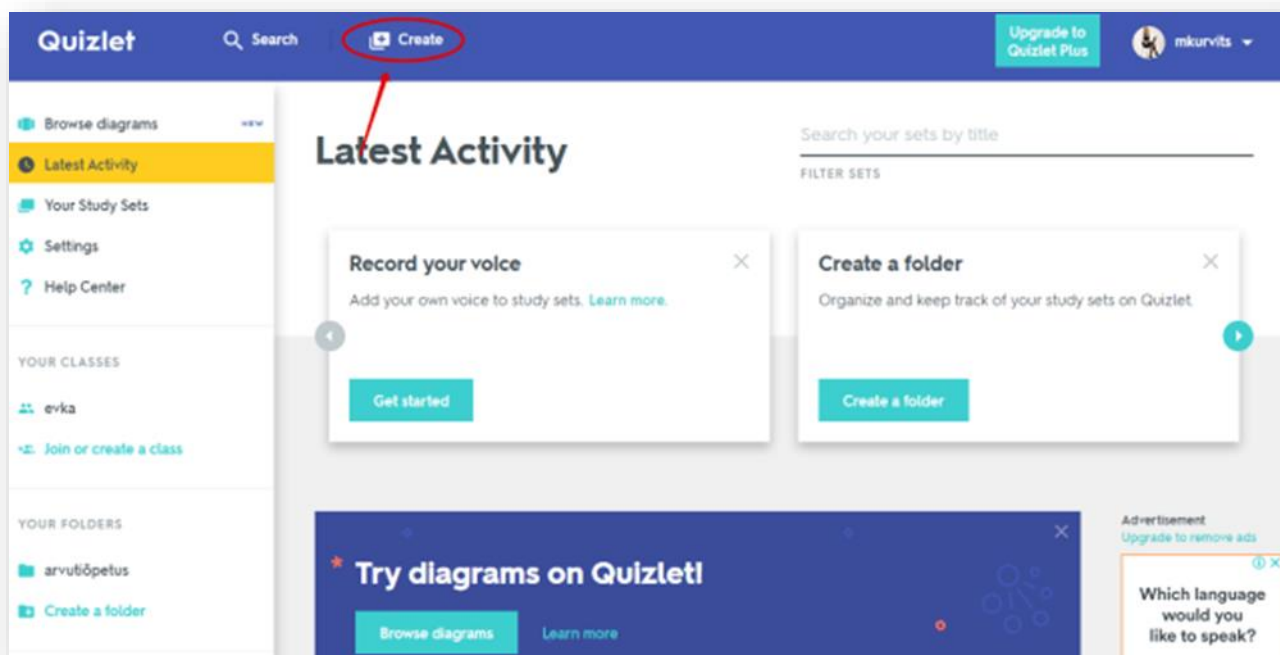 Quizlet
Search
Create
Upgrade to
Quizlet Plus
mkurvits
Browse diagrams
NEW
Latest Activity
Your Study Sets
Settings
? Help Center
YOUR CLASSES
evka
Join or create a class
YOUR FOLDERS
arvutiõpetus
Create a folder
Latest Activity
Search your sets by title
FILTER SETS
Record your voice
Add your own voice to study sets. Learn more.
Get started
Create a folder
Organize and keep track of your study sets on Quizlet.
Create a folder
Try diagrams on Quizlet!
Browse diagrams
Learn more
Advertisement
Upgrade to remove ads
Which language
would you
like to speak?